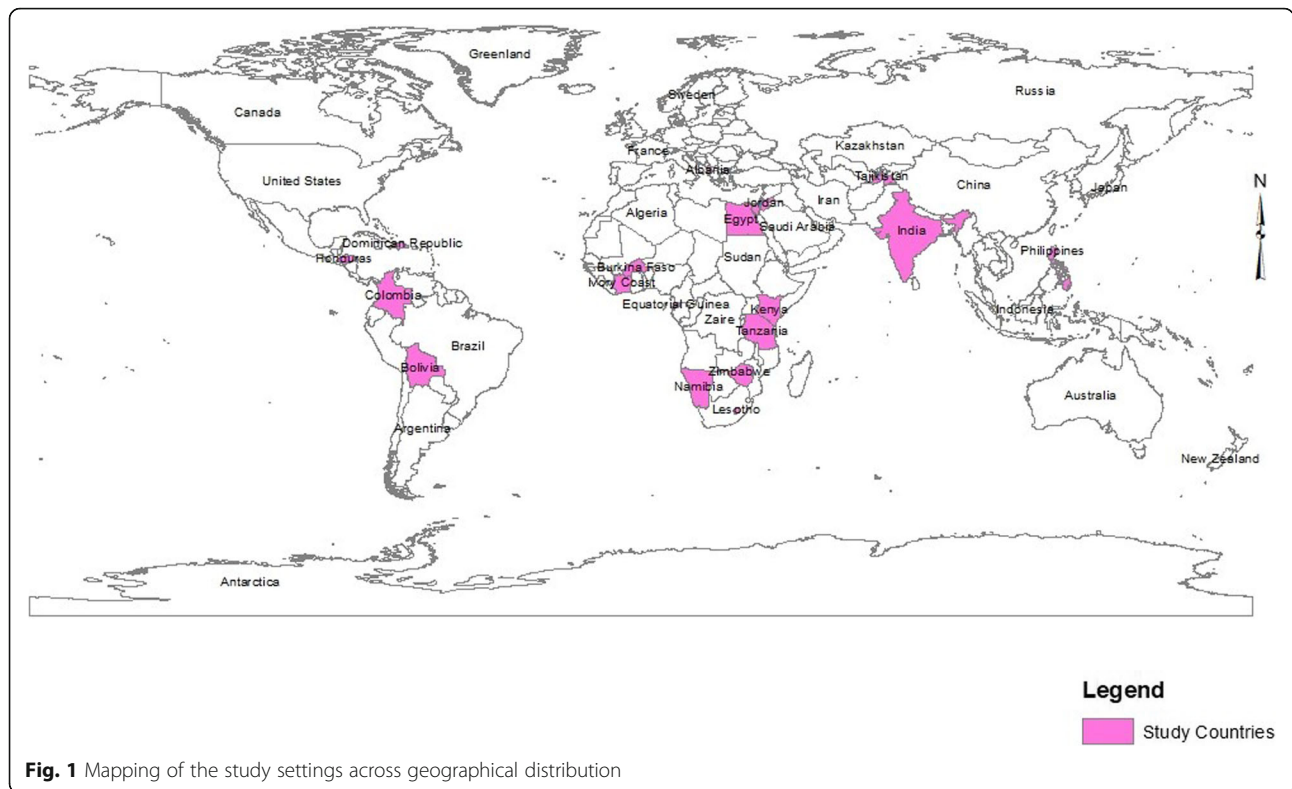 Greenland
Sweden
Russia
Canada
Kazakhstan
France
Albania
Tajikistan
China
Japan
United States
Iran
N
Jordan
Algeria
Egypt
Saudi Arabia
India
Dominican Republic
Honduras
Sudan
Philippines
Burkina Faso
Ivory Coast
Colombia
Equatorial Guinea
Kenya
Indonesia
Zaire
Tanzania
Brazil
Bolivia
Zimbabwe
Namibia
Australia
Lesotho
Argentina
New Zealand
Antarctica
Legend
Study Countries
Fig. 1 Mapping of the study settings across geographical distribution